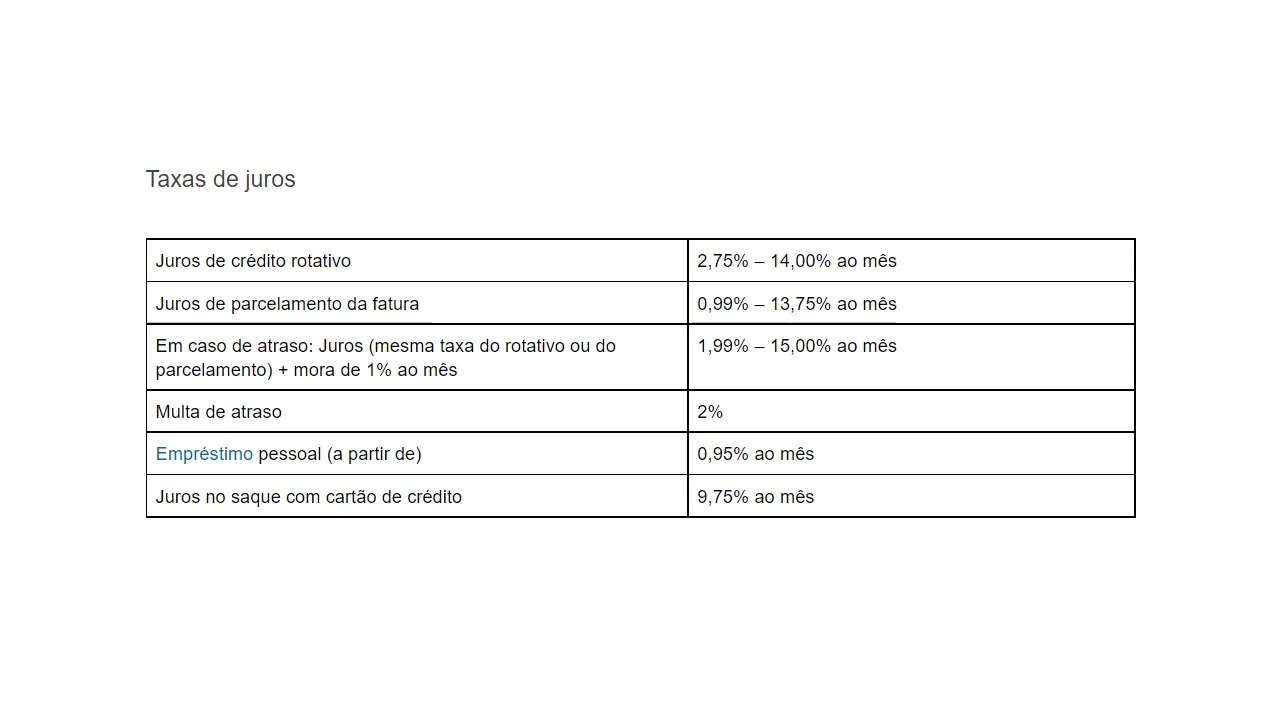 Taxas de juros
Juros de crédito rotativo
2,75% – 14,00% ao mês
Juros de parcelamento da fatura
0,99% – 13,75% ao mês
Em caso de atraso: Juros (mesma taxa do rotativo ou do
parcelamento) + mora de 1% ao mês
1,99% – 15,00% ao mês
Multa de atraso
2%
Empréstimo pessoal (a partir de)
0,95% ao mês
Juros no saque com cartão de crédito
9,75% ao mês